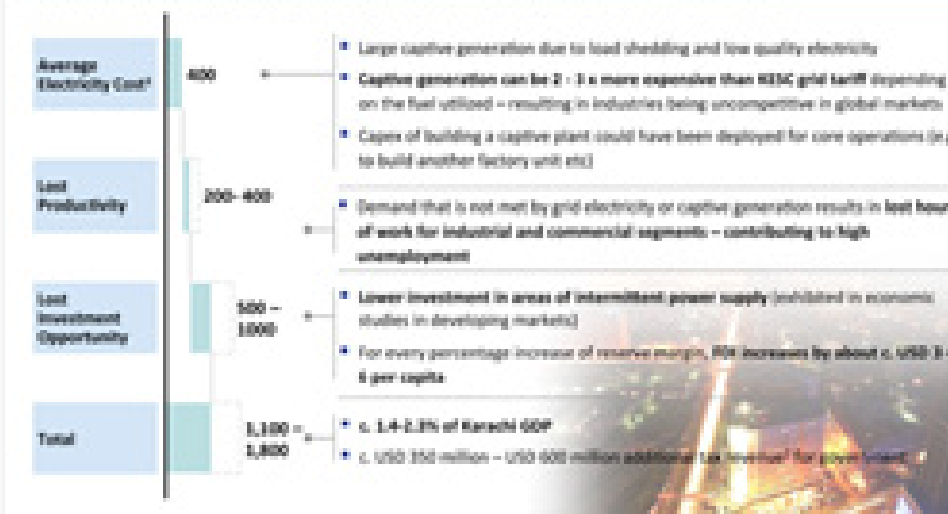 Average
Electricity Cost
400
Large captive generation due to load shedding and low quality electricity
Captive generation can be 2 - 3 x more expensive than KESC grid tariff depending
on the fuel utilized – resulting in industries being uncompetitive in global markets
Capex of building a captive plant could have been deployed for core operations
to build another factory unit etc)
Lost
Productivity
200- 400
Demand that is not met by grid electricity or captive generation results in lost
of work for industrial and commercial segments – contributing to high
unemployment
Lost
Investment
Opportunity
500 –
1000
Lower investment in areas of intermittent power supply (exhibited in economic
studies in developing markets)
For every percentage increase of reserve margin, FDI increases by about c. USD
6 per capita
Total
1,100 –
1,800
c. 1.4-2.3% of Karachi GDP
c. USD 350 million – USD 600 million additional tax revenue for government